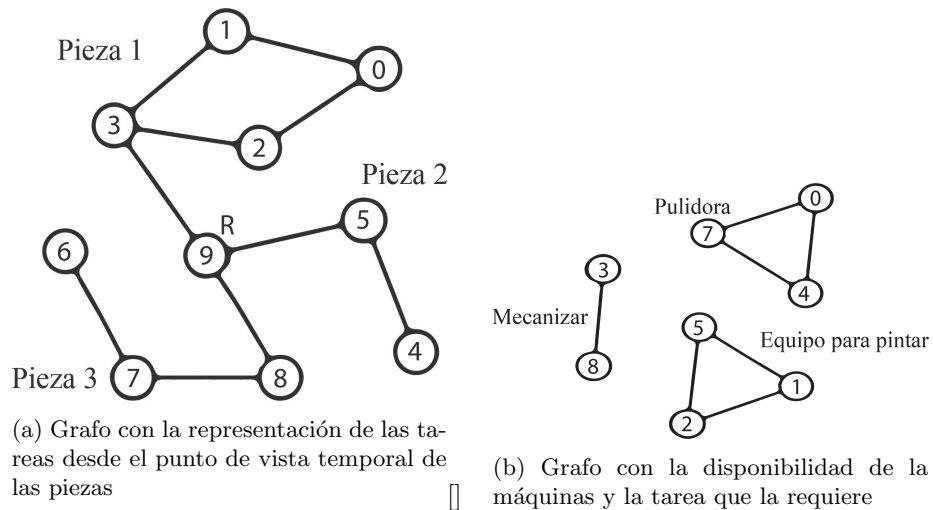 Pieza 1
1
0
3
2
Pieza 2
R
5
9
6
4
Pieza 3
7
8
(a) Grafo con la representación de las ta-
reas desde el punto de vista temporal de
las piezas
[]
Pulidora
0
7
4
3
Mecanizar
8
5
Equipo para pintar
1
2
(b) Grafo con la disponibilidad de la
máquinas y la tarea que la requiere